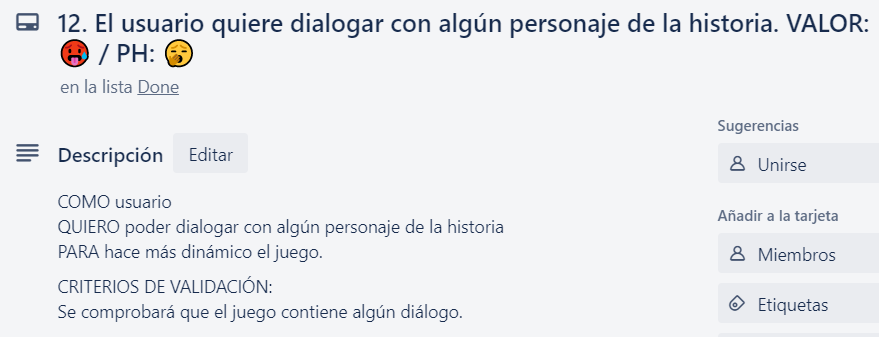 12. El usuario quiere dialogar con algún personaje de la historia. VALOR:
🥵 / PH: 🥱
en la lista Done
Sugerencias
Descripción
Editar
Unirse
COMO usuario
Añadir a la tarjeta
QUIERO poder dialogar con algún personaje de la historia
PARA hace más dinámico el juego.
Miembros
CRITERIOS DE VALIDACIÓN:
Se comprobará que el juego contiene algún diálogo.
Etiquetas